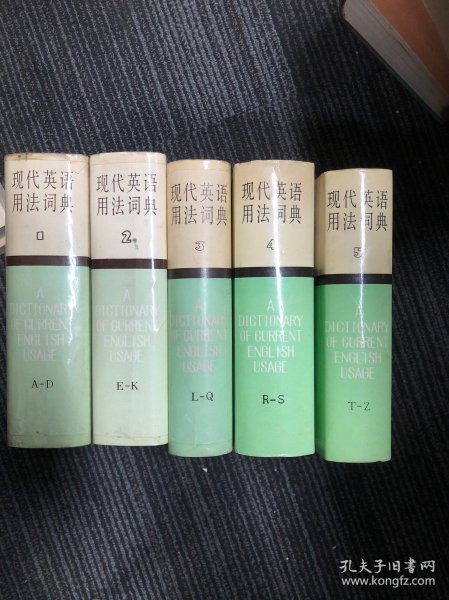 现代英语
用法词典
1
A
DICTIONARY
OF CURRENT
ENGLISH
USAGE
A-D
现代英语
用法词典
2
A
DICTIONARY
OF CURRENT
ENGLISH
USAGE
E-K
现代英语
用法词典
3
A
DICTIONARY
OF CURRENT
ENGLISH
USAGE
L-Q
现代英语
用法词典
4
A
DICTIONARY
OF CURRENT
ENGLISH
USAGE
R-S
现代英语
用法词典
5
A
DICTIONARY
OF CURRENT
ENGLISH
USAGE
T-Z
孔夫子旧书网
www.kongfz.com